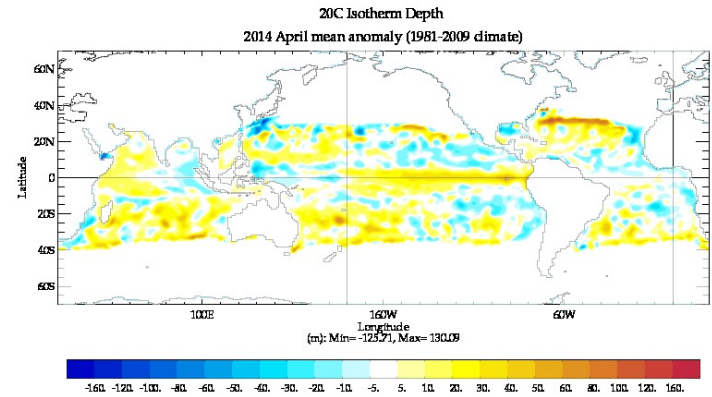 20C Isotherm Depth
2014 April mean anomaly (1981-2009 climate)
60N
40N
20N
0
20S
40S
60S
Latitude
100E 160W 60W
Longitude
(m): Min= -125.71, Max= 130.09
-160. -120. -100. -80. -60. -40. -30. -20. -10. -5. 5. 10. 20. 30. 40. 60. 80. 100. 120. 160.